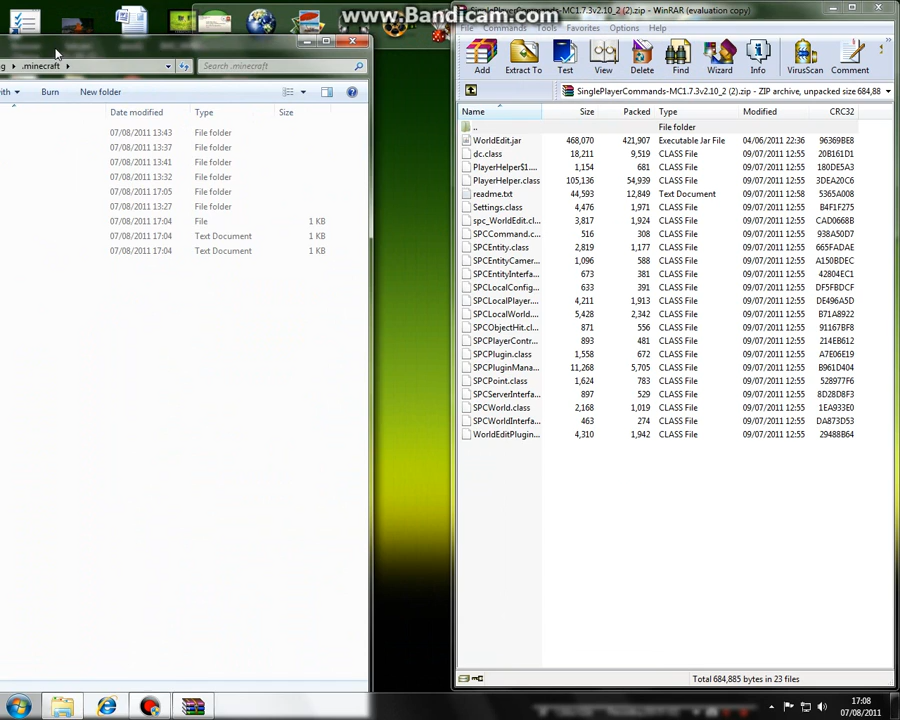 www.Bandicam.com
SinglePlayerCommands-MC1.7.3v2.10_2 (2).zip - WinRAR (evaluation copy)
File Commands Tools Favorites Options Help
Add Extract To Test View Delete Find Wizard Info VirusScan Comment
SinglePlayerCommands-MC1.7.3v2.10_2 (2).zip - ZIP archive, unpacked size 684,88
Name Size Packed Type Modified CRC32
.. File folder
WorldEdit.jar 468,070 421,907 Executable Jar File 04/06/2011 22:36 96369BE8
dc.class 18,211 9,519 CLASS File 09/07/2011 12:55 20B161D1
PlayerHelper$1.... 1,154 681 CLASS File 09/07/2011 12:55 180DE5A3
PlayerHelper.class 105,136 54,939 CLASS File 09/07/2011 12:55 3DEA20C6
readme.txt 44,593 12,849 Text Document 09/07/2011 12:58 5365A008
Settings.class 4,476 1,971 CLASS File 09/07/2011 12:55 B4F1F275
spc_WorldEdit.cl... 3,817 1,924 CLASS File 09/07/2011 12:55 CAD0668B
SPCCommand.c... 516 308 CLASS File 09/07/2011 12:55 938A50D7
SPCEntity.class 2,819 1,177 CLASS File 09/07/2011 12:55 665FADAE
SPCEntityCamer... 1,096 588 CLASS File 09/07/2011 12:55 A150BDEC
SPCEntityInterfa... 673 381 CLASS File 09/07/2011 12:55 42804EC1
SPCLocalConfig... 633 391 CLASS File 09/07/2011 12:55 DF5FBDCF
SPCLocalPlayer.... 4,211 1,913 CLASS File 09/07/2011 12:55 DE496A5D
SPCLocalWorld.... 5,428 2,342 CLASS File 09/07/2011 12:55 B71A8922
SPCObjectHit.cl... 871 556 CLASS File 09/07/2011 12:55 91167BF8
SPCPlayerContr... 893 481 CLASS File 09/07/2011 12:55 214EB612
SPCPlugin.class 1,558 672 CLASS File 09/07/2011 12:55 A7E06E19
SPCPluginMana... 11,268 5,705 CLASS File 09/07/2011 12:55 B961D404
SPCPoint.class 1,624 783 CLASS File 09/07/2011 12:55 528977F6
SPCServerInterfa... 897 529 CLASS File 09/07/2011 12:55 8D28D8F3
SPCWorld.class 2,168 1,019 CLASS File 09/07/2011 12:55 1EA933E0
SPCWorldInterfa... 463 274 CLASS File 09/07/2011 12:55 DA873D53
WorldEditPlugin... 4,310 1,942 CLASS File 09/07/2011 12:55 29488B64
Total 684,885 bytes in 23 files
.minecraft
Search .minecraft
Burn New folder
Date modified Type Size
07/08/2011 13:43 File folder
07/08/2011 13:37 File folder
07/08/2011 13:41 File folder
07/08/2011 13:32 File folder
07/08/2011 17:05 File folder
07/08/2011 13:27 File folder
07/08/2011 17:04 File 1 KB
07/08/2011 17:04 Text Document 1 KB
07/08/2011 17:04 Text Document 1 KB
17:08
07/08/2011